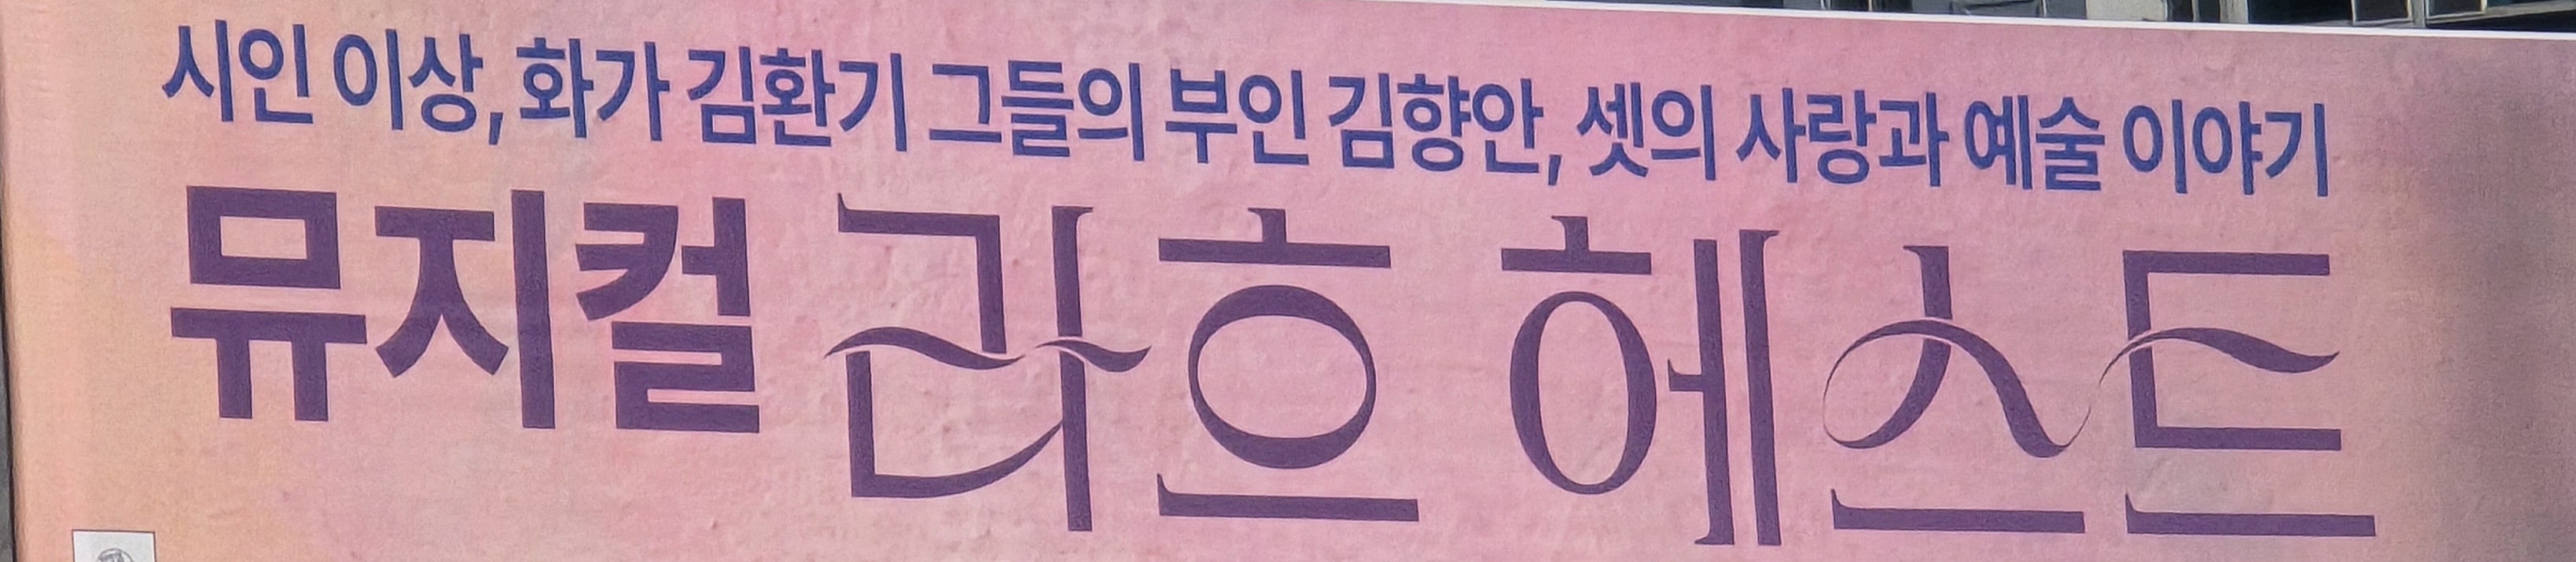 시인 이상, 화가 김환기 그들의 부인 김향안, 셋의 사랑과 예술 이야기
뮤지컬 라흐 헤스트